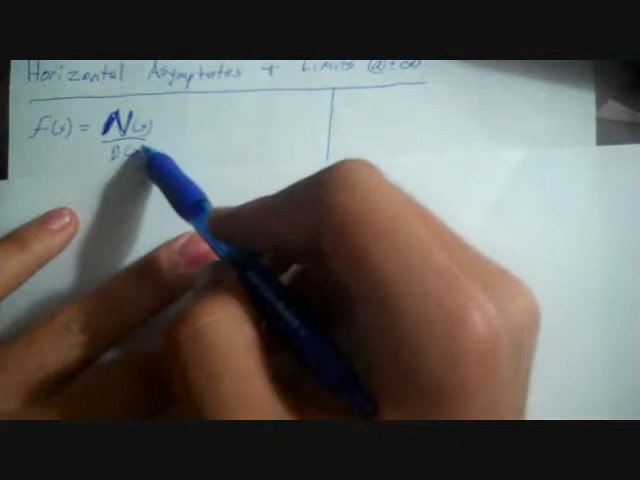 Horizontal Asymptotes + Limits @ ±∞
f(x) = N(x)
D(x)